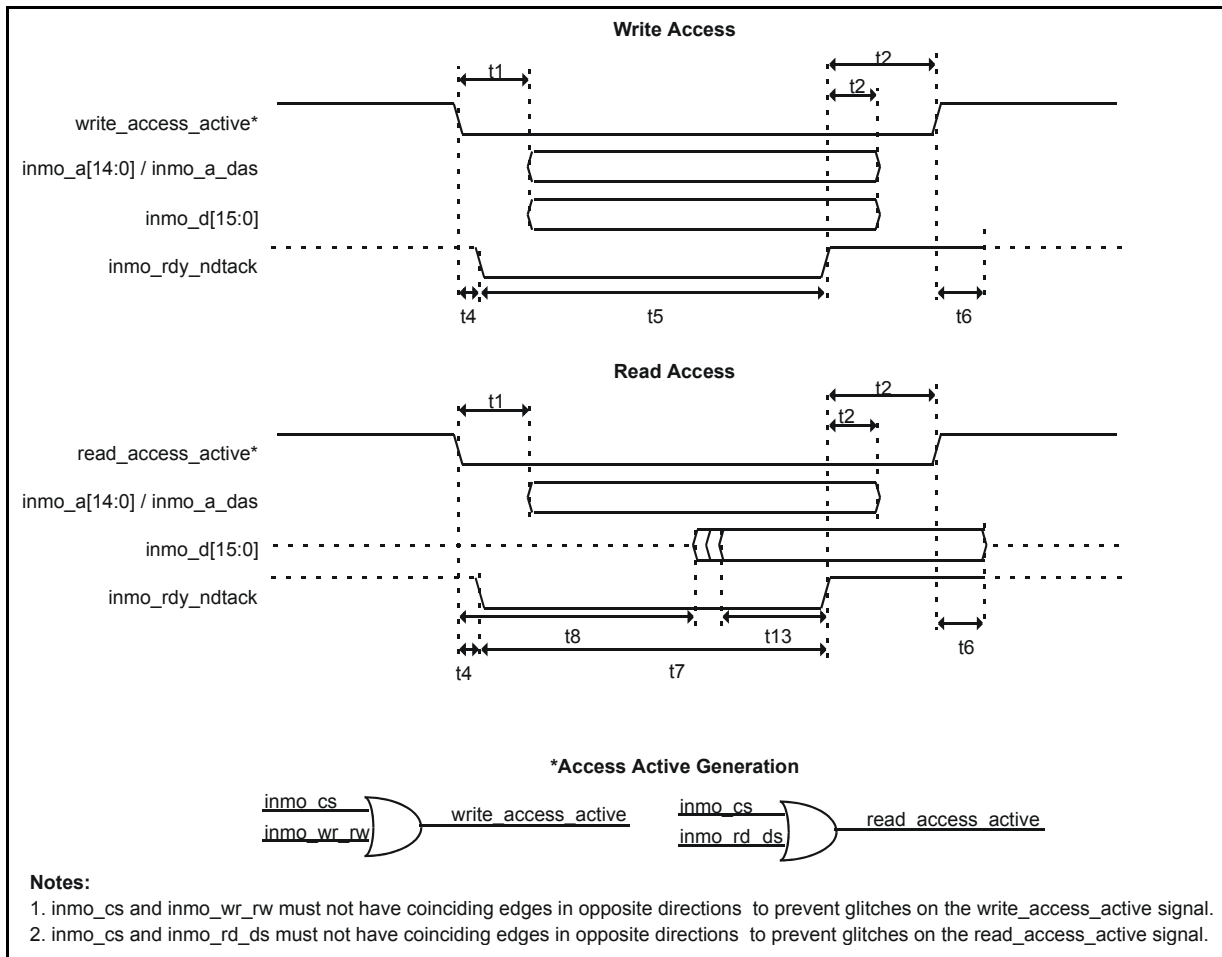 Write Access
t2
t1
t2
write_access_active*
inmo_a[14:0] / inmo_a_das
inmo_d[15:0]
inmo_rdy_ndtack
t4 t5 t6
Read Access
t2
t1
t2
read_access_active*
inmo_a[14:0] / inmo_a_das
inmo_d[15:0]
inmo_rdy_ndtack
t8 t13 t6
t4 t7
*Access Active Generation
inmo_cs
write_access_active
inmo_wr_rw
inmo_cs
read_access_active
inmo_rd_ds
Notes:
1. inmo_cs and inmo_wr_rw must not have coinciding edges in opposite directions to prevent glitches on the write_access_active signal.
2. inmo_cs and inmo_rd_ds must not have coinciding edges in opposite directions to prevent glitches on the read_access_active signal.